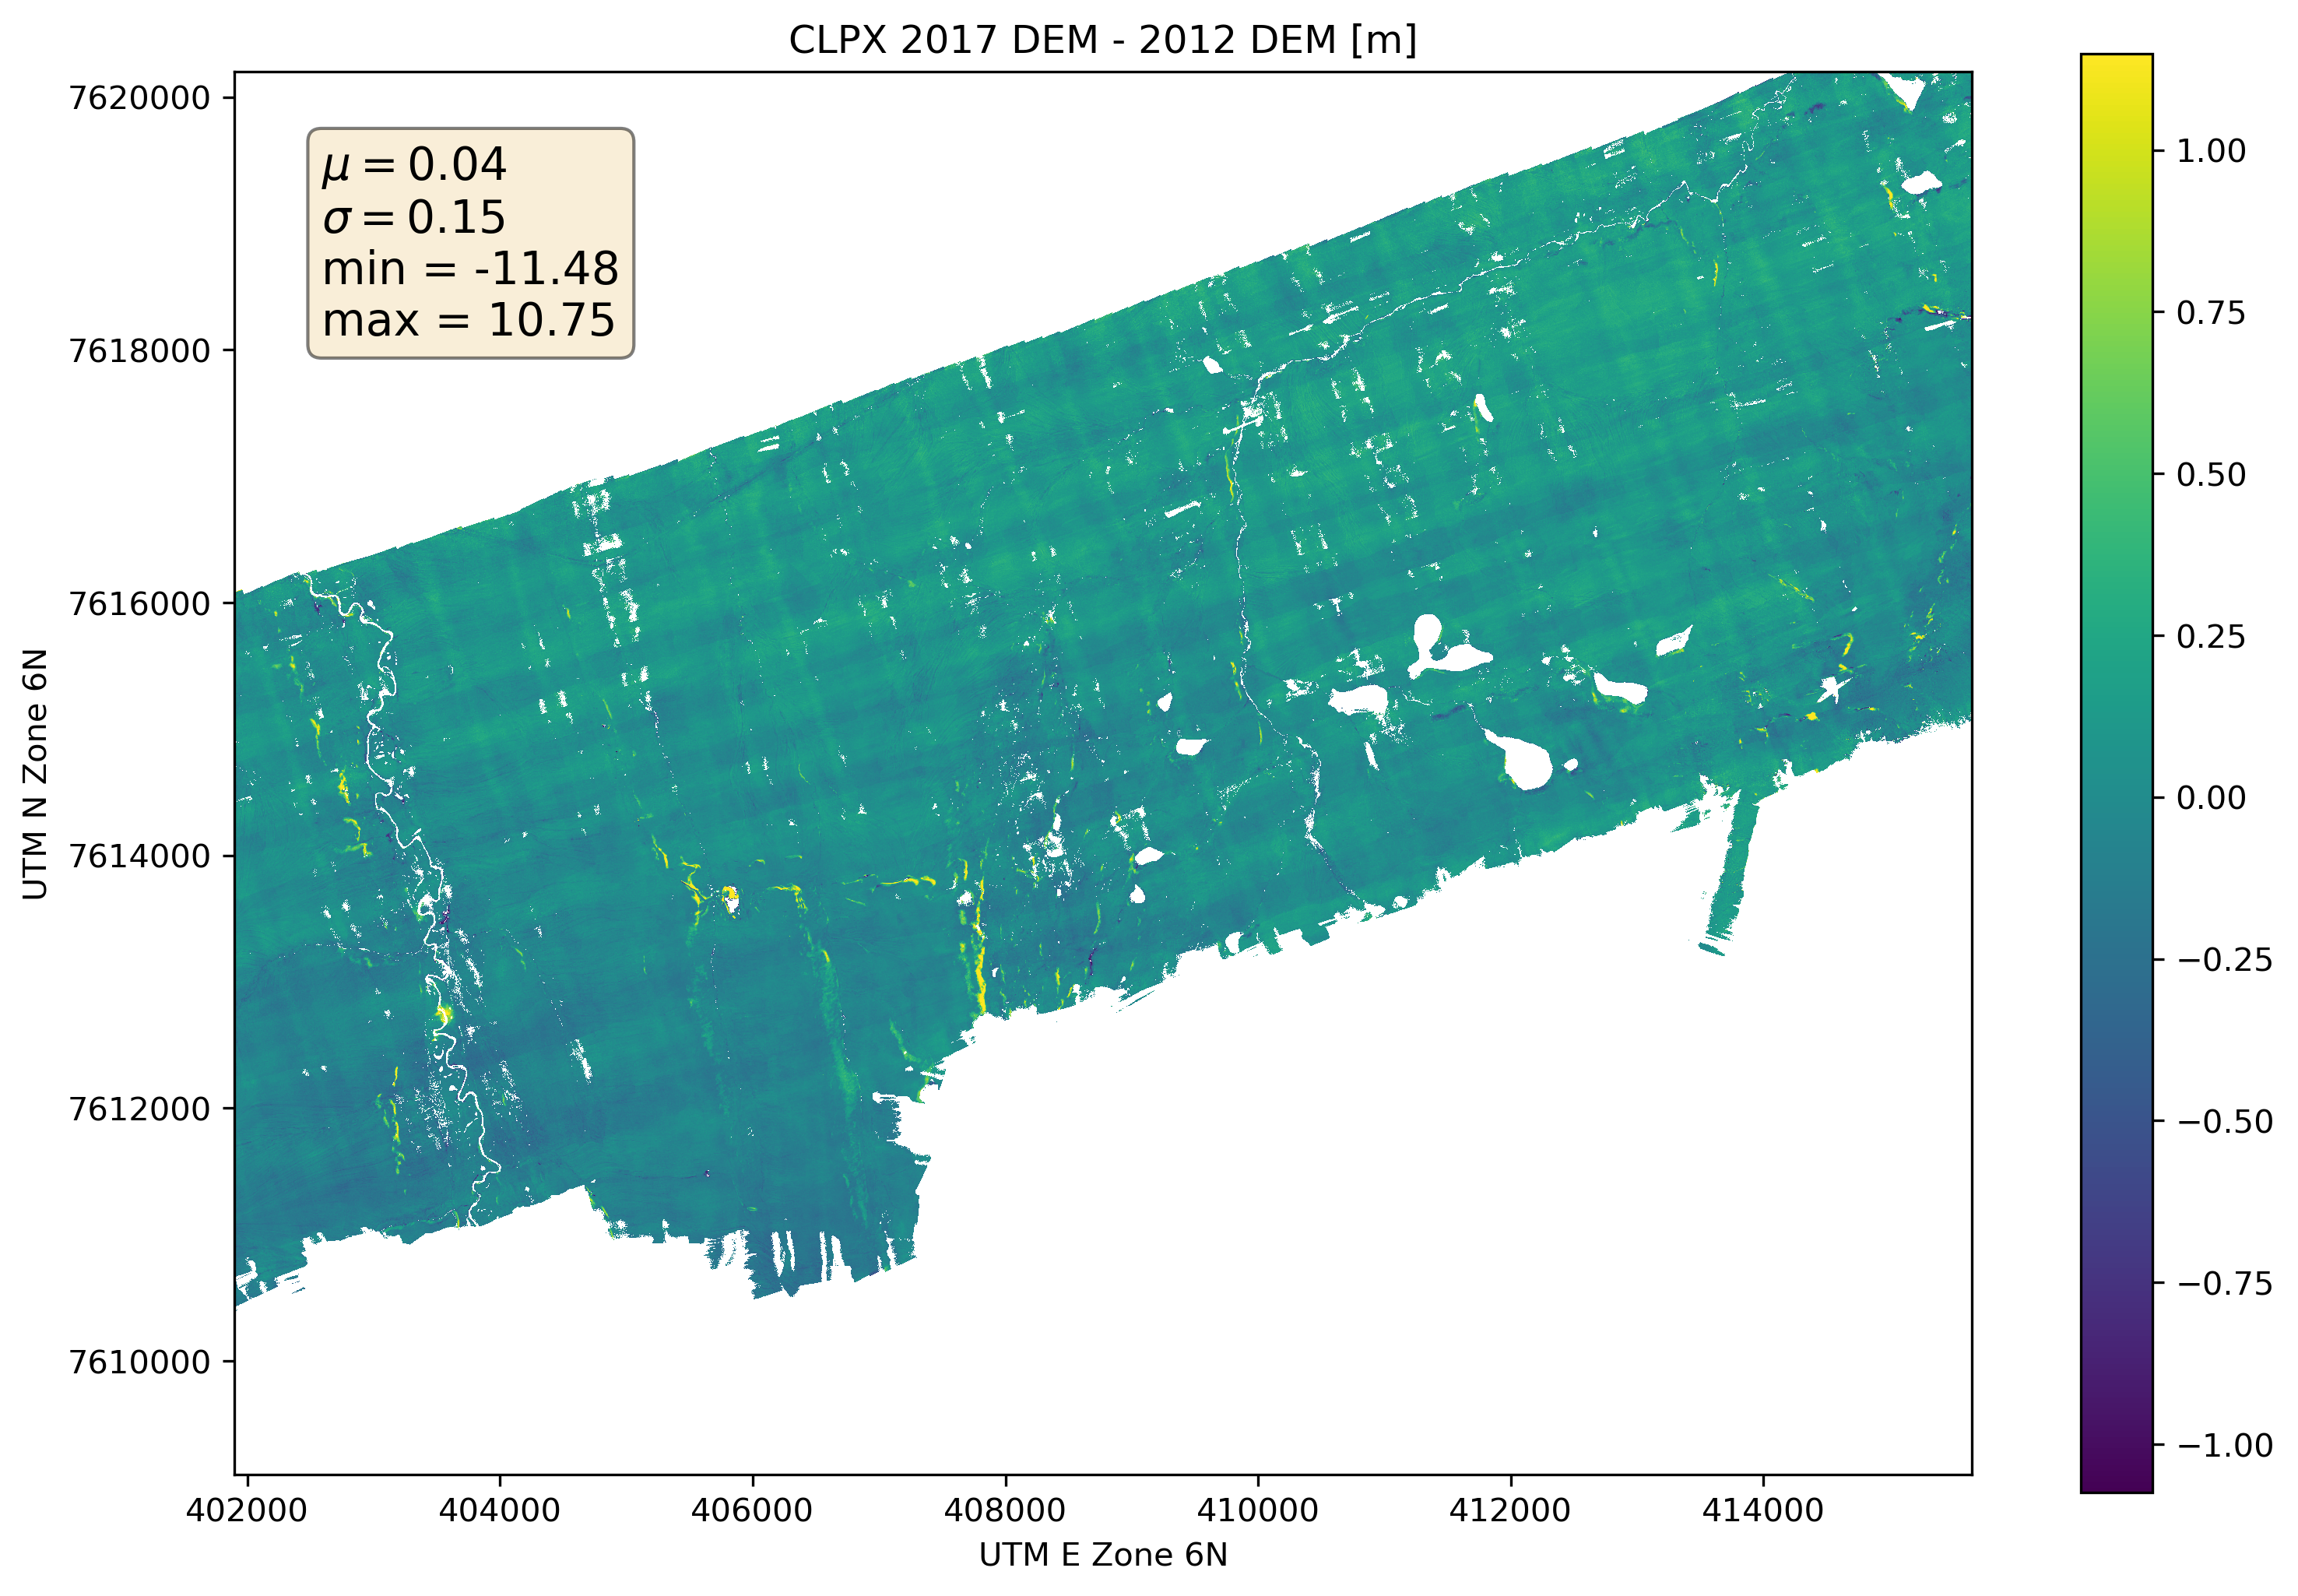 CLPX 2017 DEM - 2012 DEM [m]
μ = 0.04
σ = 0.15
min = -11.48
max = 10.75
7620000
7618000
7616000
7614000
7612000
7610000
UTM N Zone 6N
402000 404000 406000 408000 410000 412000 414000
UTM E Zone 6N
1.00
0.75
0.50
0.25
0.00
−0.25
−0.50
−0.75
−1.00